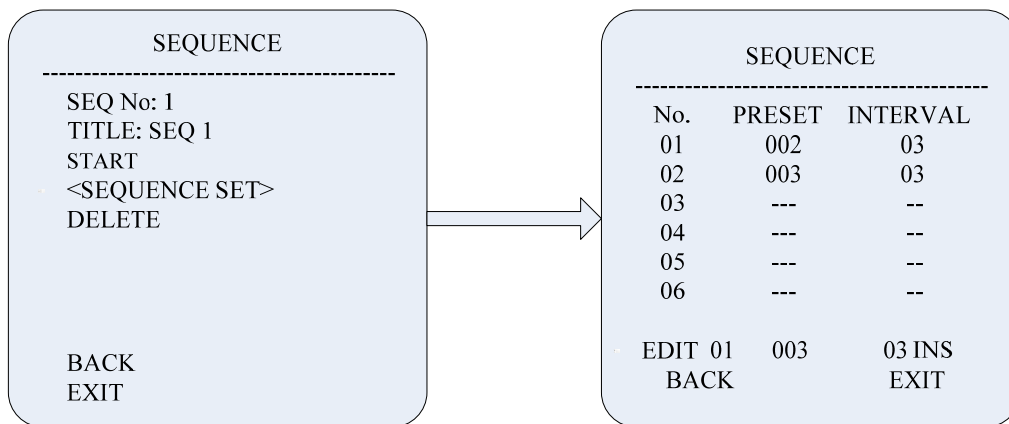 SEQUENCE
------------------------------------------
SEQ No: 1
TITLE: SEQ 1
START
<SEQUENCE SET>
DELETE
BACK
EXIT
SEQUENCE
------------------------------------------
No. PRESET INTERVAL
01 002 03
02 003 03
03 --- --
04 --- --
05 --- --
06 --- --
EDIT 01 003 03 INS
BACK EXIT